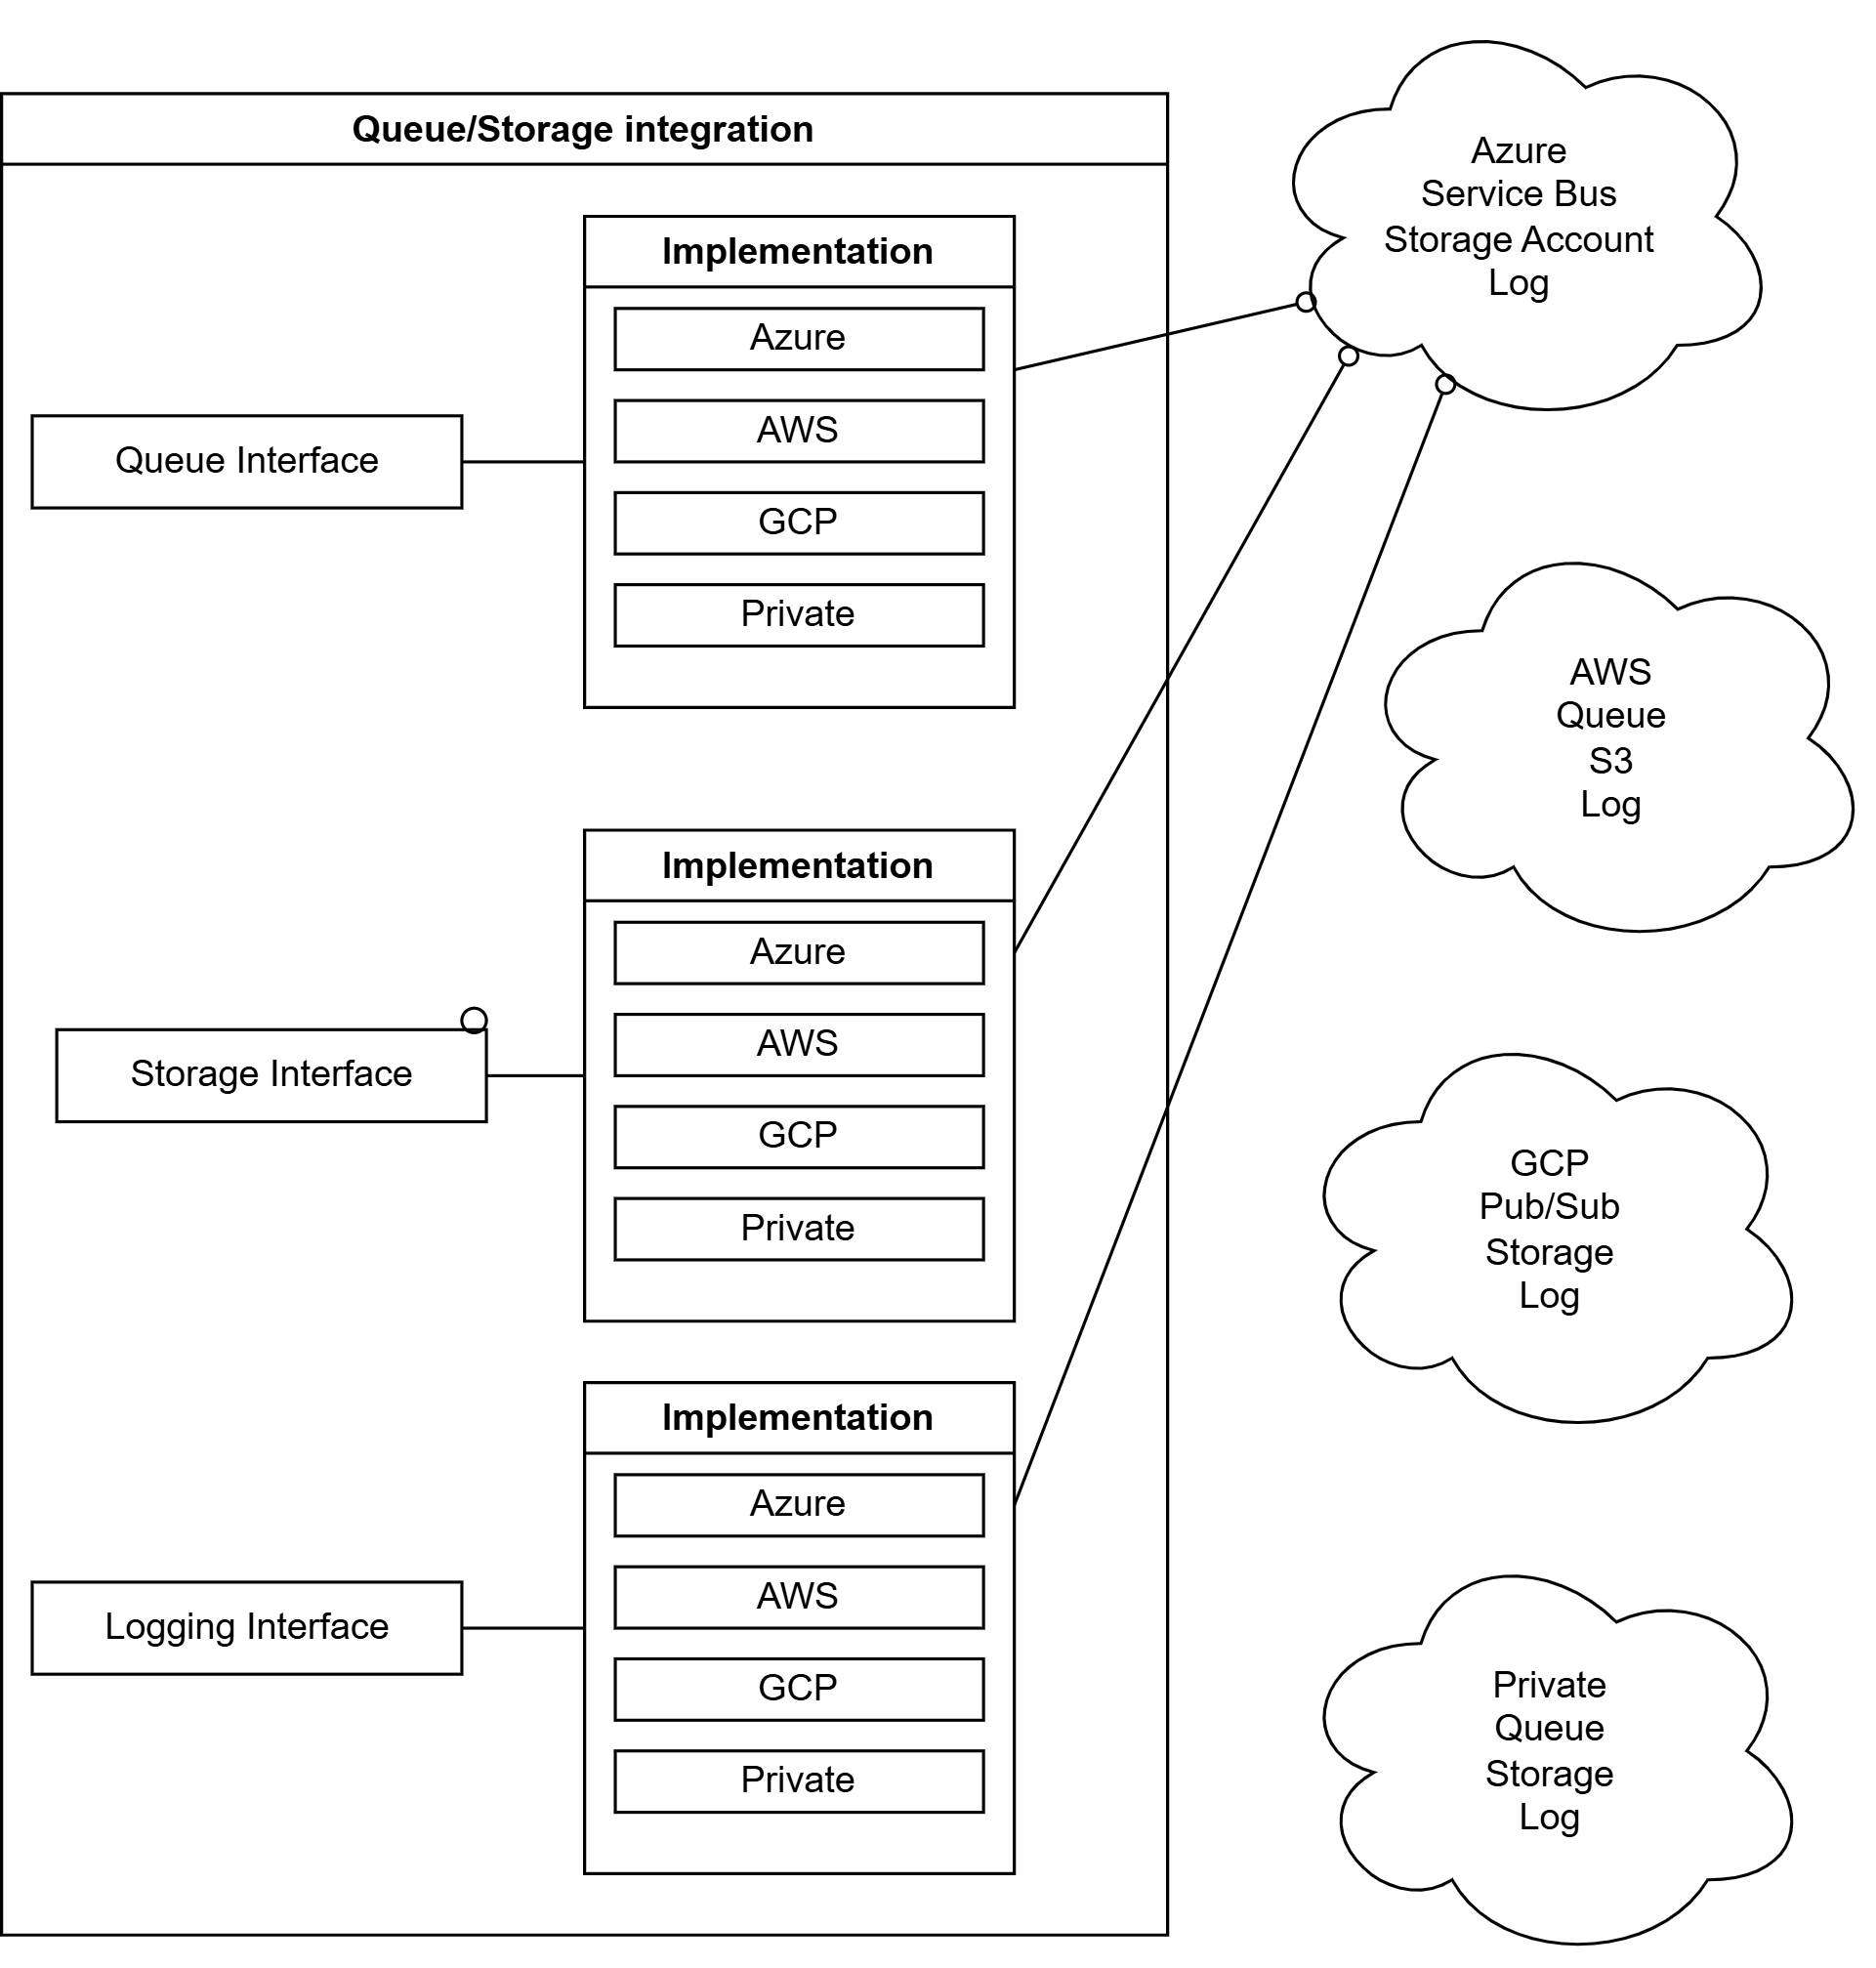 Queue/Storage integration
Queue Interface
Implementation
Azure
AWS
GCP
Private
Storage Interface
Implementation
Azure
AWS
GCP
Private
Logging Interface
Implementation
Azure
AWS
GCP
Private
Azure
Service Bus
Storage Account
Log
AWS
Queue
S3
Log
GCP
Pub/Sub
Storage
Log
Private
Queue
Storage
Log